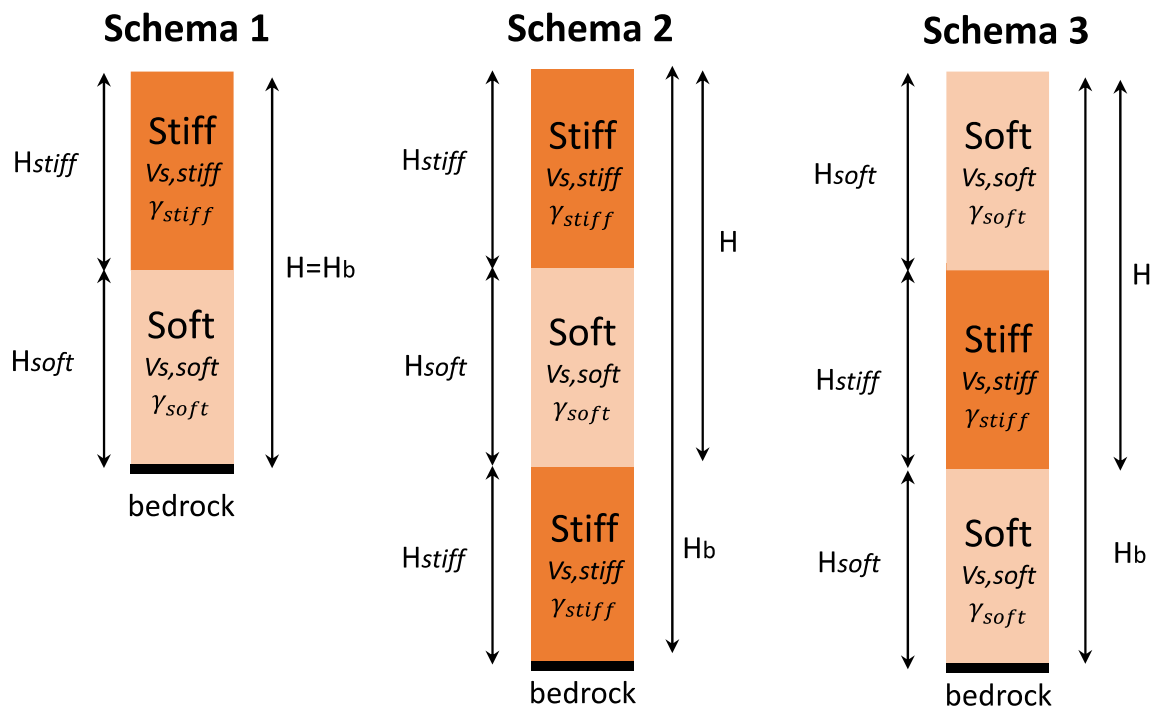 Schema 1
Hstiff
Stiff
Vs,stiff
γstiff
H=Hb
Hsoft
Soft
Vs,soft
γsoft
bedrock
Schema 2
Hstiff
Stiff
Vs,stiff
γstiff
H
Hsoft
Soft
Vs,soft
γsoft
Hstiff
Stiff
Vs,stiff
γstiff
Hb
bedrock
Schema 3
Hsoft
Soft
Vs,soft
γsoft
H
Hstiff
Stiff
Vs,stiff
γstiff
Hsoft
Soft
Vs,soft
γsoft
Hb
bedrock